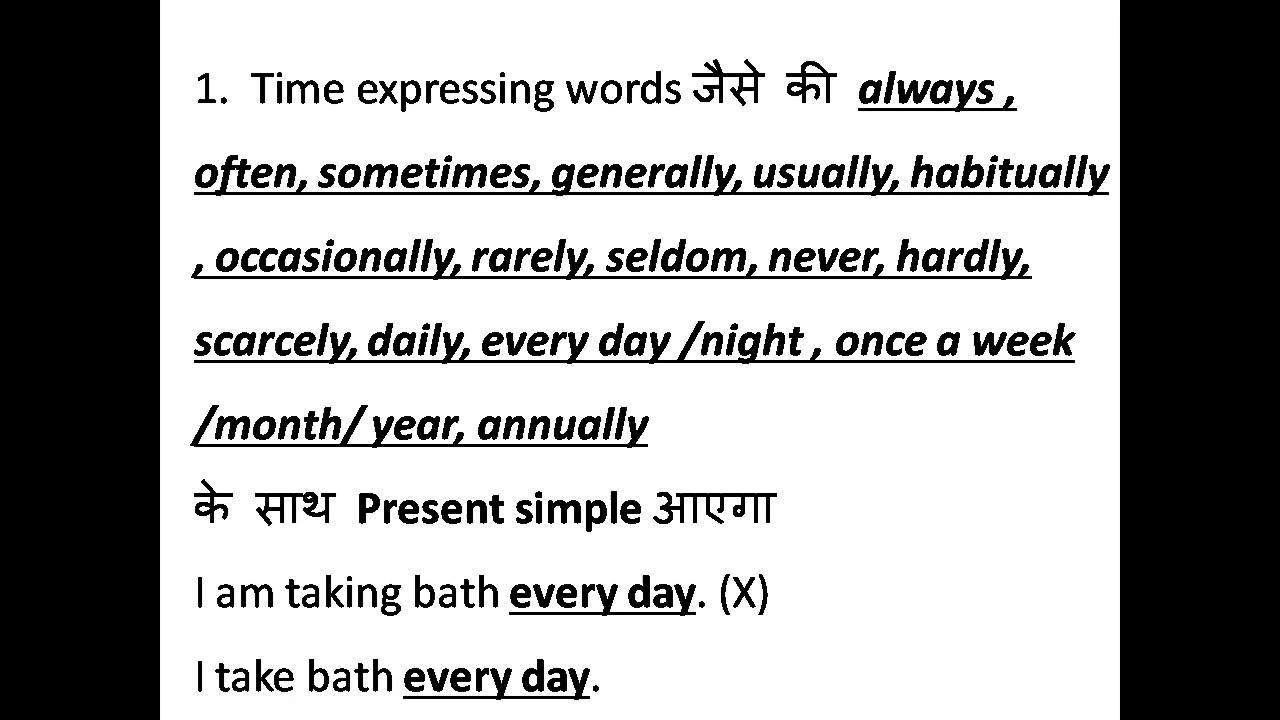 1. Time expressing words जैसे की always ,
often, sometimes, generally, usually, habitually
, occasionally, rarely, seldom, never, hardly,
scarcely, daily, every day /night , once a week
/month/ year, annually
के साथ Present simple आएगा
I am taking bath every day. (X)
I take bath every day.